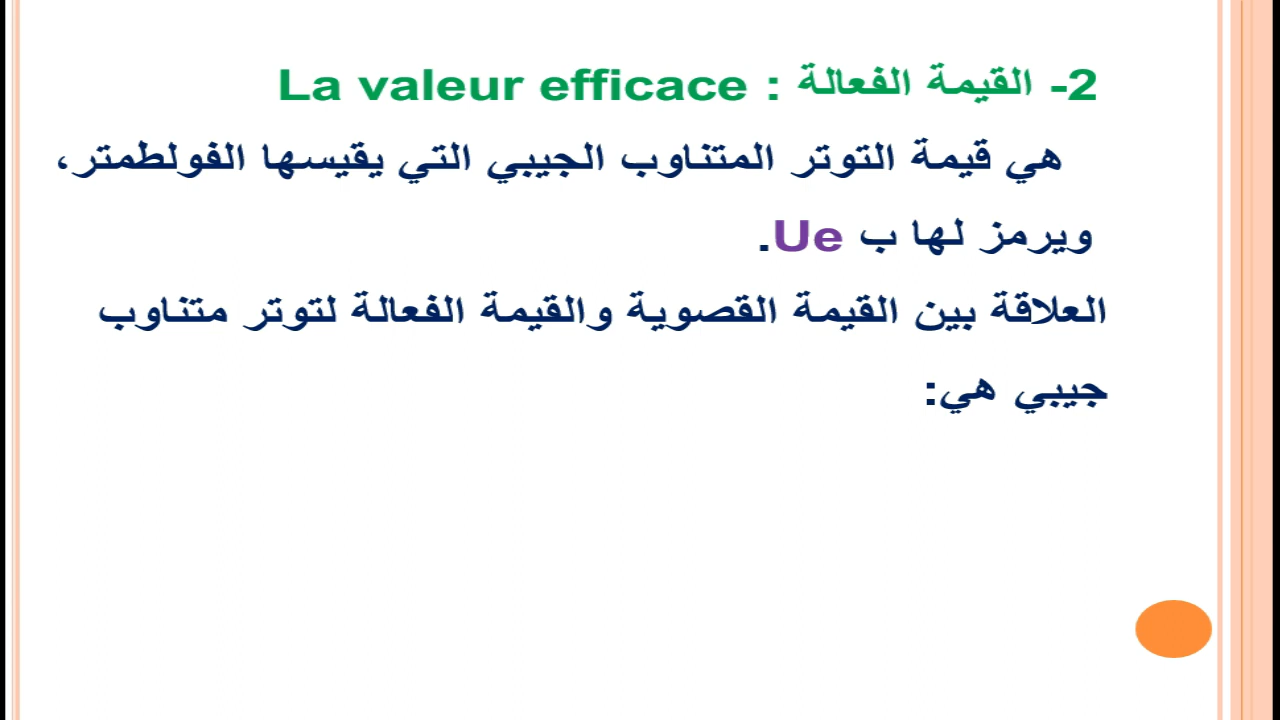 2- القيمة الفعالة : La valeur efficace
هي قيمة التوتر المتناوب الجيبي التي يقيسها الفولطمتر،
ويرمز لها ب Ue.
العلاقة بين القيمة القصوية والقيمة الفعالة لتوتر متناوب
جيبي هي: